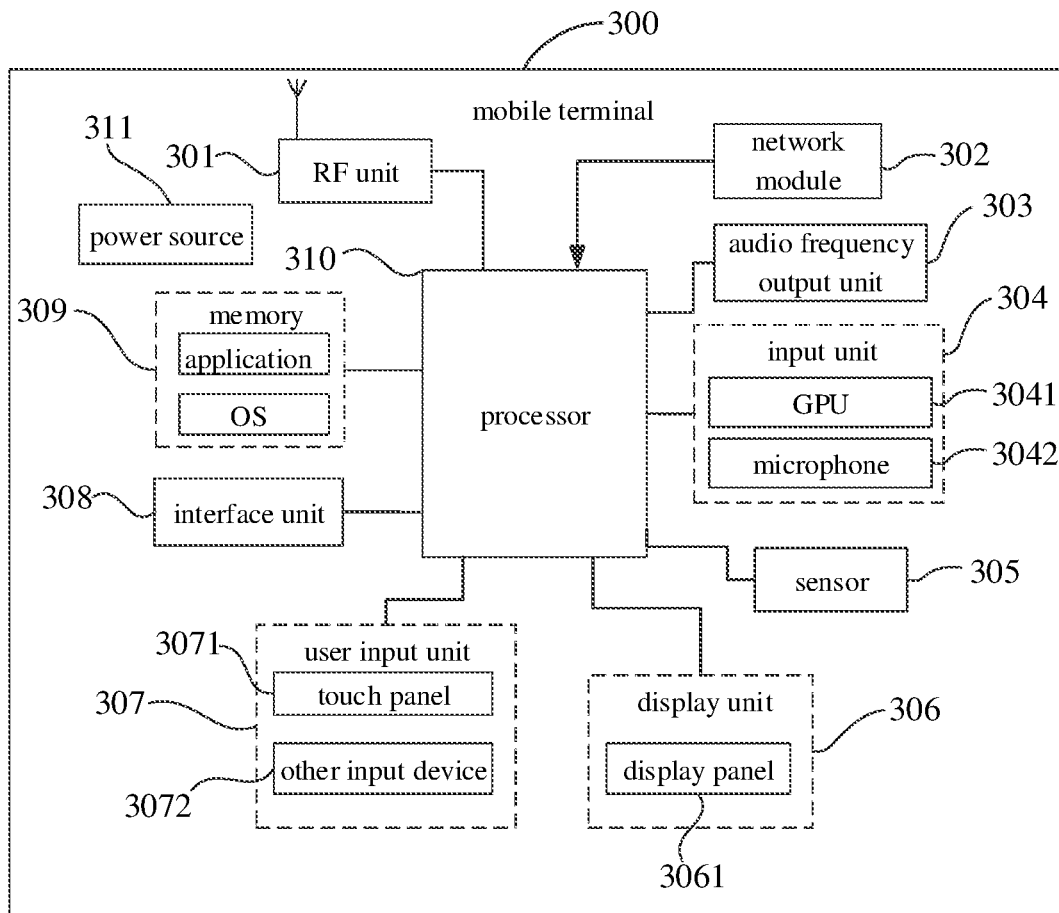 300
mobile terminal
311
301
RF unit
network
module
302
power source
310
audio frequency
output unit
303
309
memory
application
OS
processor
304
input unit
GPU
3041
microphone
3042
308
interface unit
sensor
305
3071
user input unit
touch panel
307
other input device
3072
display unit
306
display panel
3061